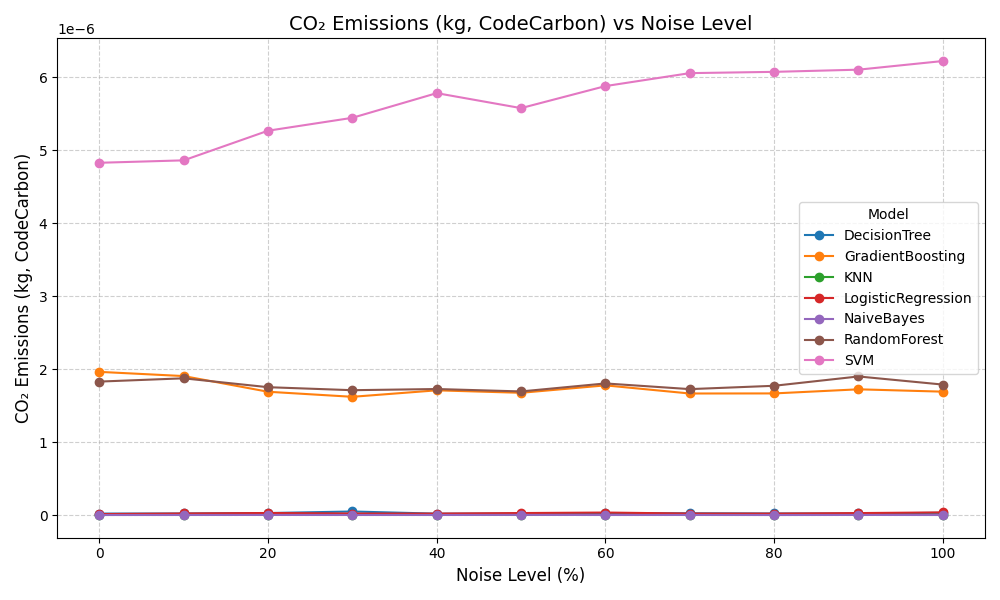 CO₂ Emissions (kg, CodeCarbon) vs Noise Level
1e−6
6
5
4
3
2
1
0
CO₂ Emissions (kg, CodeCarbon)
Model
DecisionTree
GradientBoosting
KNN
LogisticRegression
NaiveBayes
RandomForest
SVM
0 20 40 60 80 100
Noise Level (%)